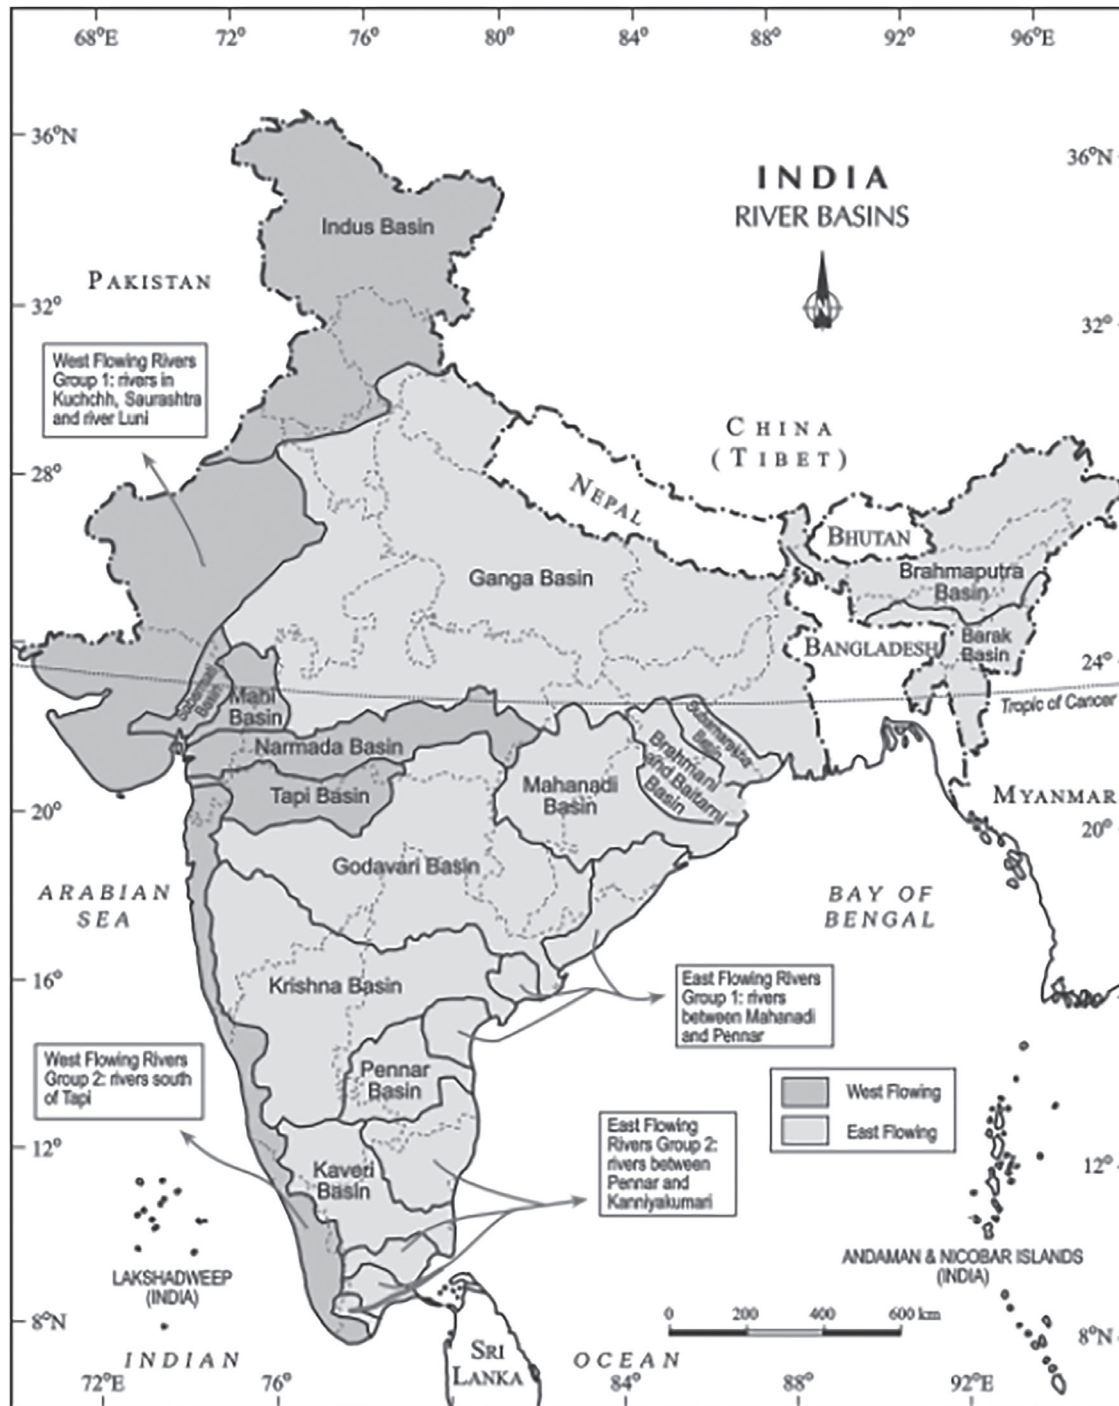 68°E 72° 76° 80° 84° 88° 92° 96°E
36°N
36°N
INDIA
RIVER BASINS
N
Indus Basin
PAKISTAN
32°
32°
West Flowing Rivers
Group 1: rivers in
Kuchchh, Saurashtra
and river Luni
CHINA
(TIBET)
28°
NEPAL
BHUTAN
Ganga Basin
Brahmaputra
Basin
BANGLADESH
Barak
Basin
24°
Sabarmati
Basin
Mahi
Basin
Tropic of Cancer
Subarnarekha
Basin
Narmada Basin
Brahmani
and Baitarni
Basin
Mahanadi
Basin
Tapi Basin
MYANMAR
20°
20°
Godavari Basin
ARABIAN
SEA
BAY OF
BENGAL
16°
Krishna Basin
East Flowing Rivers
Group 1: rivers
between Mahanadi
and Pennar
West Flowing Rivers
Group 2: rivers south
of Tapi
Pennar
Basin
West Flowing
East Flowing
East Flowing
Rivers Group 2:
rivers between
Pennar and
Kanniyakumari
12°
12°
Kaveri
Basin
LAKSHADWEEP
(INDIA)
ANDAMAN & NICOBAR ISLANDS
(INDIA)
0 200 400 600 km
8°N
8°N
INDIAN OCEAN
SRI
LANKA
72°E 76° 84° 88° 92°E